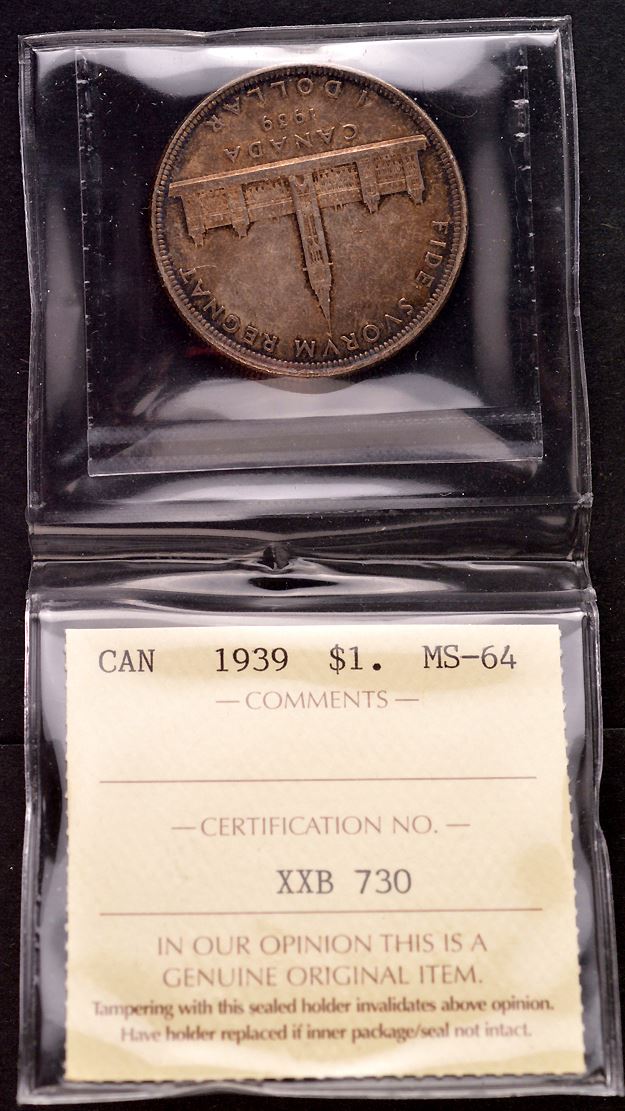 1 DOLLAR
1939
CANADA
FIDE SVORVM REGNAT
CAN 1939 $1. MS-64
— COMMENTS —
— CERTIFICATION NO. —
XXB 730
IN OUR OPINION THIS IS A
GENUINE ORIGINAL ITEM.
Tampering with this sealed holder invalidates above opinion.
Have holder replaced if inner package/seal not intact.